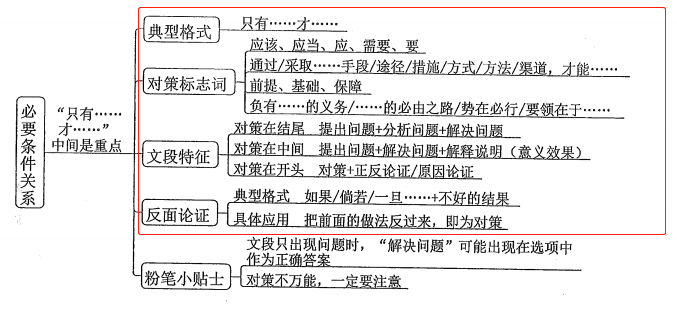 必要条件关系
“只有……
才……”
中间是重点
典型格式
只有……才……
对策标志词
应该、应当、应、需要、要
通过/采取……手段/途径/措施/方式/方法/渠道，才能……
前提、基础、保障
负有……的义务/……的必由之路/势在必行/要领在于……
文段特征
对策在结尾 提出问题+分析问题+解决问题
对策在中间 提出问题+解决问题+解释说明（意义效果）
对策在开头 对策+正反论证/原因论证
反面论证
典型格式 如果/倘若/一旦……+不好的结果
具体应用 把前面的做法反过来，即为对策
粉笔小贴士
文段只出现问题时，“解决问题”可能出现在选项中
作为正确答案
对策不万能，一定要注意